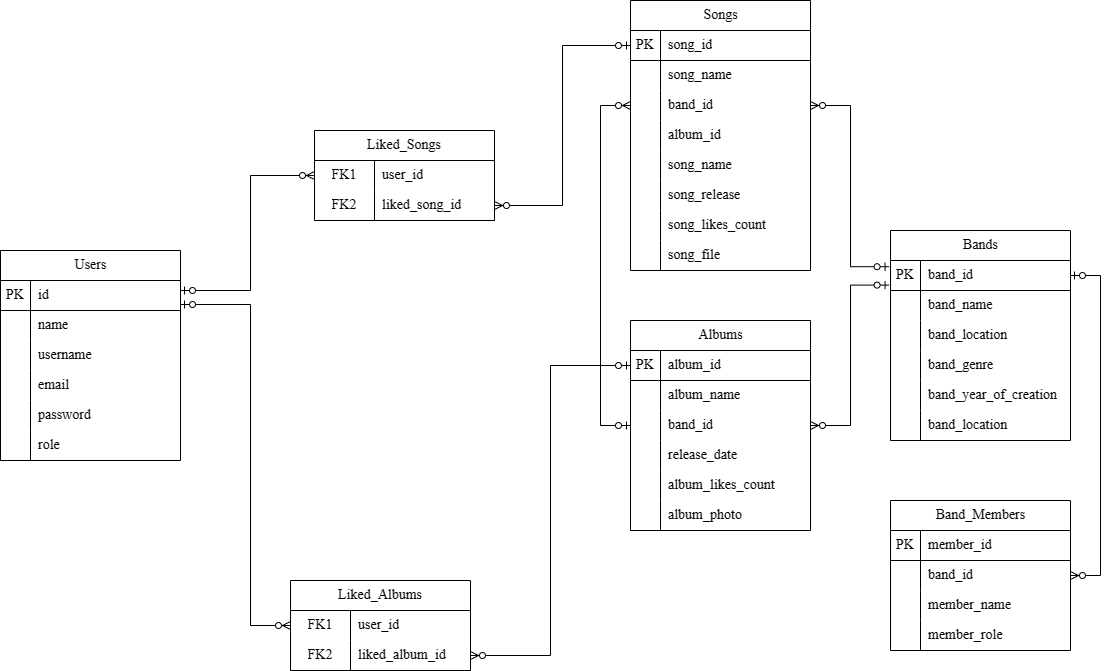 Songs
PK song_id
song_name
band_id
album_id
song_name
song_release
song_likes_count
song_file
Liked_Songs
FK1 user_id
FK2 liked_song_id
Users
PK id
name
username
email
password
role
Bands
PK band_id
band_name
band_location
band_genre
band_year_of_creation
band_location
Albums
PK album_id
album_name
band_id
release_date
album_likes_count
album_photo
Band_Members
PK member_id
band_id
member_name
member_role
Liked_Albums
FK1 user_id
FK2 liked_album_id